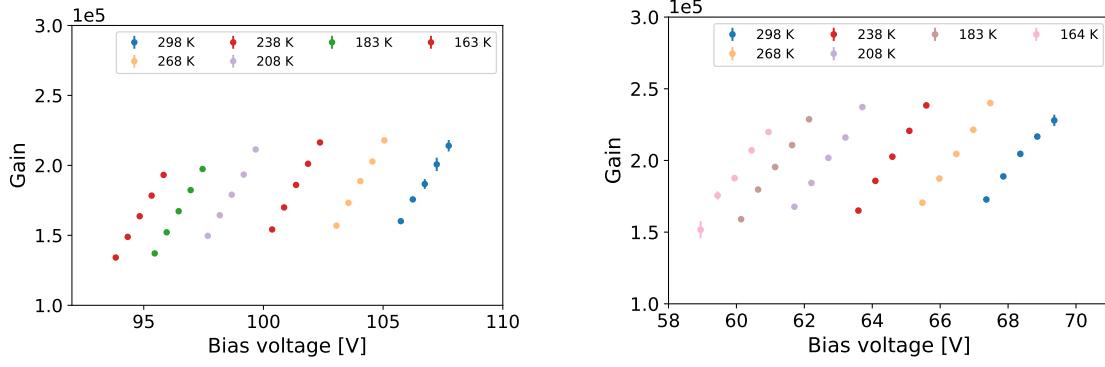 1e5
3.0
2.5
2.0
1.5
1.0
Gain
298 K 238 K 183 K 163 K
268 K 208 K
95 100 105 110
Bias voltage [V]
1e5
3.0
2.5
2.0
1.5
1.0
Gain
298 K 238 K 183 K 164 K
268 K 208 K
58 60 62 64 66 68 70
Bias voltage [V]